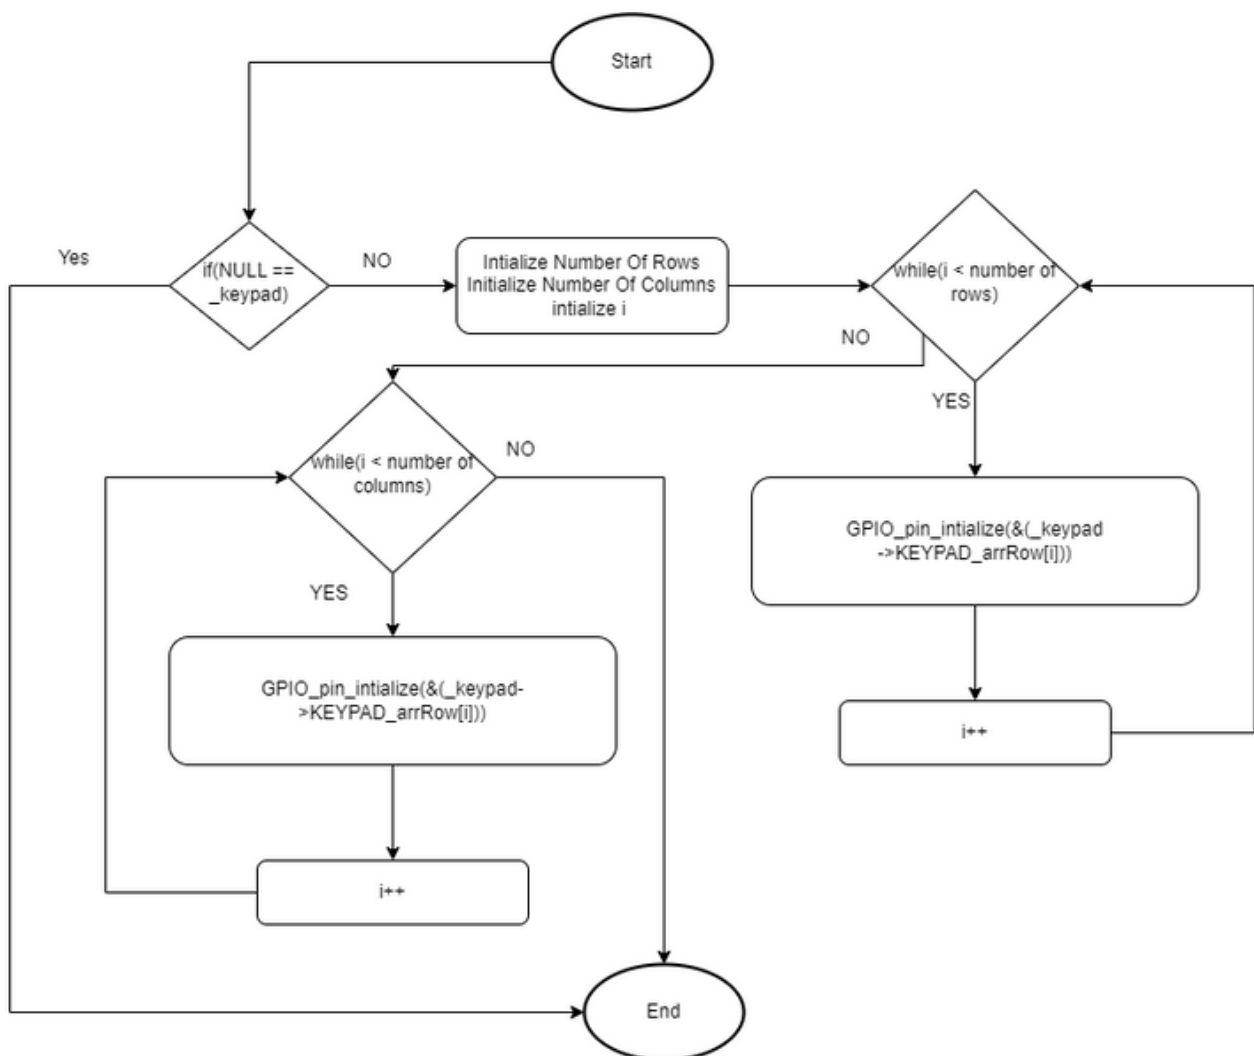 Start
Yes
if(NULL ==
_keypad)
NO
Intialize Number Of Rows
Initialize Number Of Columns
intialize i
while(i < number of
rows)
NO
YES
while(i < number of
columns)
NO
GPIO_pin_intialize(&(_keypad
->KEYPAD_arrRow[i]))
YES
GPIO_pin_intialize(&(_keypad-
>KEYPAD_arrRow[i]))
i++
i++
End